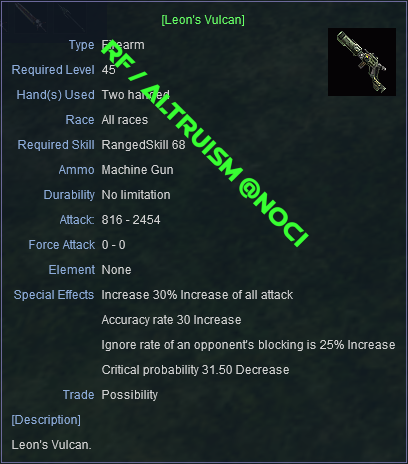 [Leon's Vulcan]
Type Firearm
Required Level 45
Hand(s) Used Two handed
Race All races
Required Skill RangedSkill 68
Ammo Machine Gun
Durability No limitation
Attack: 816 - 2454
Force Attack 0 - 0
Element None
Special Effects Increase 30% Increase of all attack
Accuracy rate 30 Increase
Ignore rate of an opponent's blocking is 25% Increase
Critical probability 31.50 Decrease
Trade Possibility
[Description]
Leon's Vulcan.
RF / ALTRUISM @NOCI